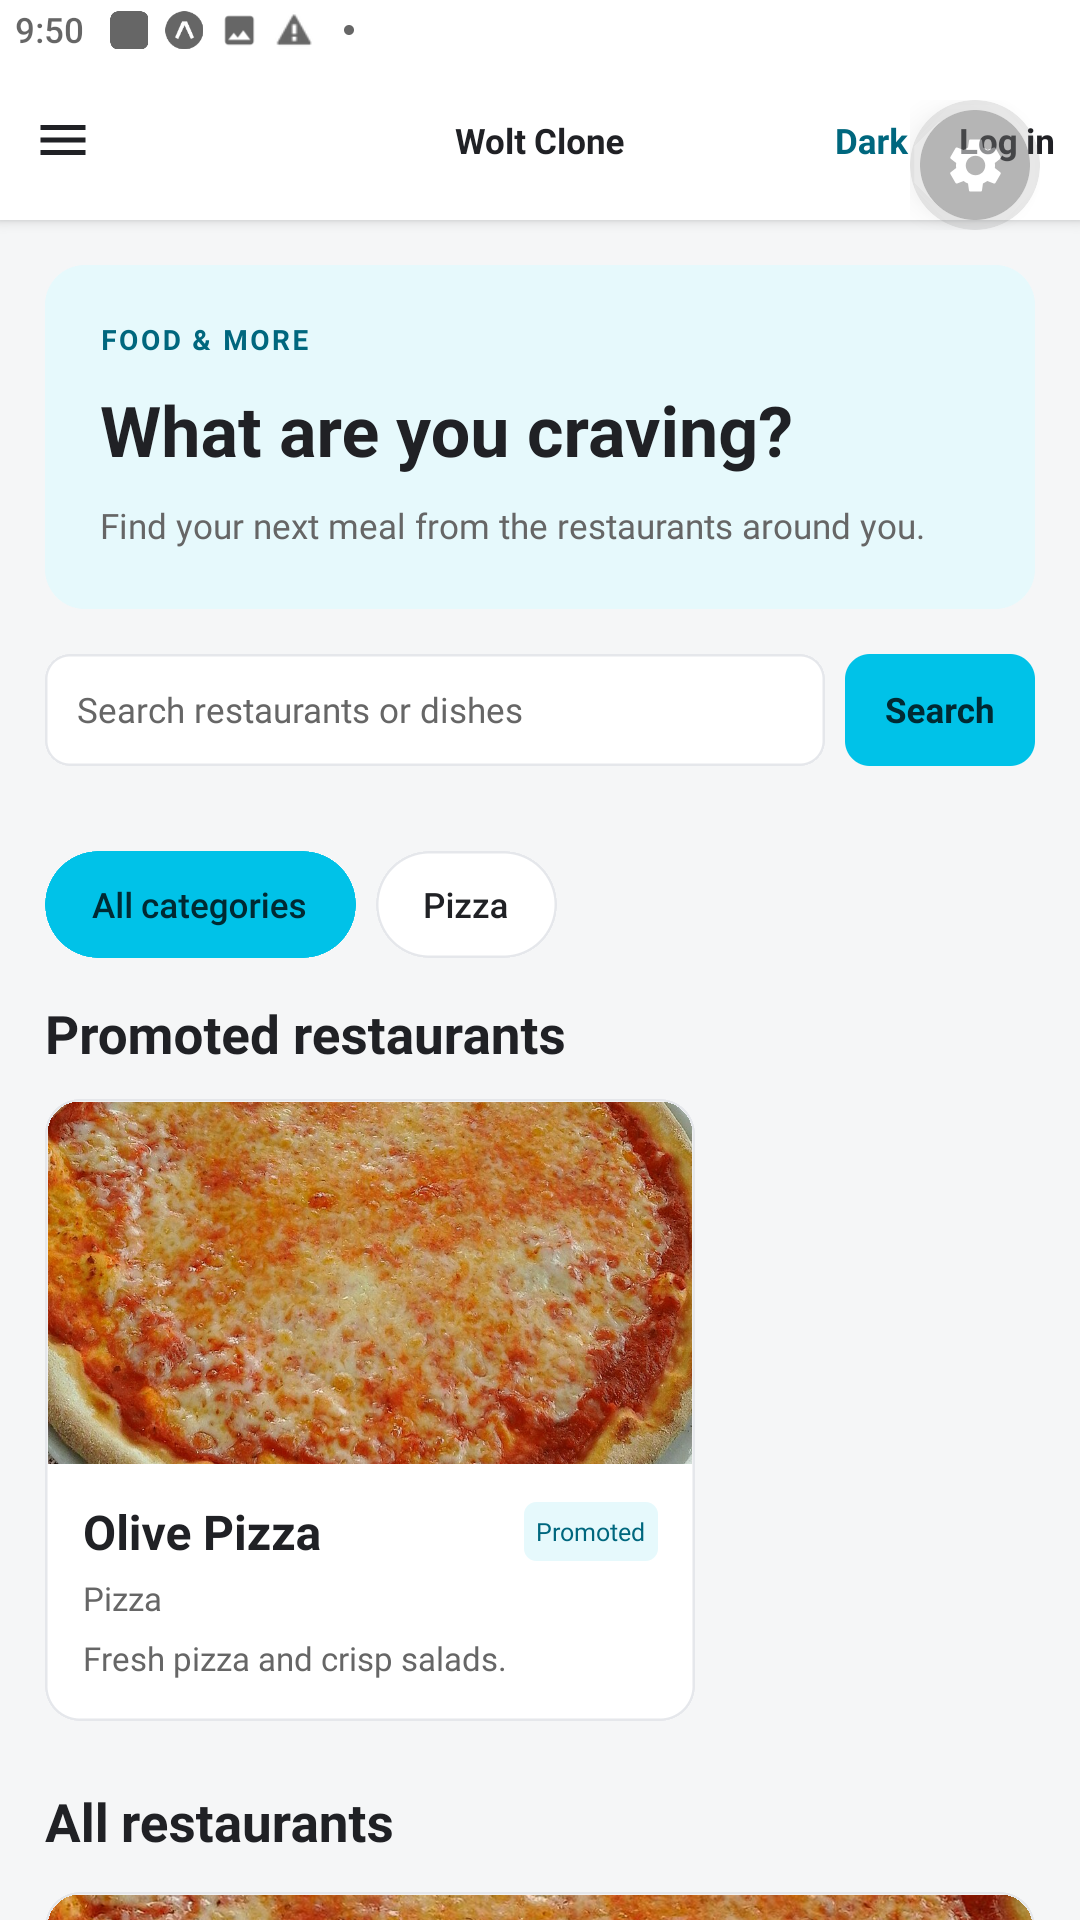 9:50
Wolt Clone
Dark
Log in
FOOD & MORE
What are you craving?
Find your next meal from the restaurants around you.
Search restaurants or dishes
Search
All categories
Pizza
Promoted restaurants
Olive Pizza
Promoted
Pizza
Fresh pizza and crisp salads.
All restaurants